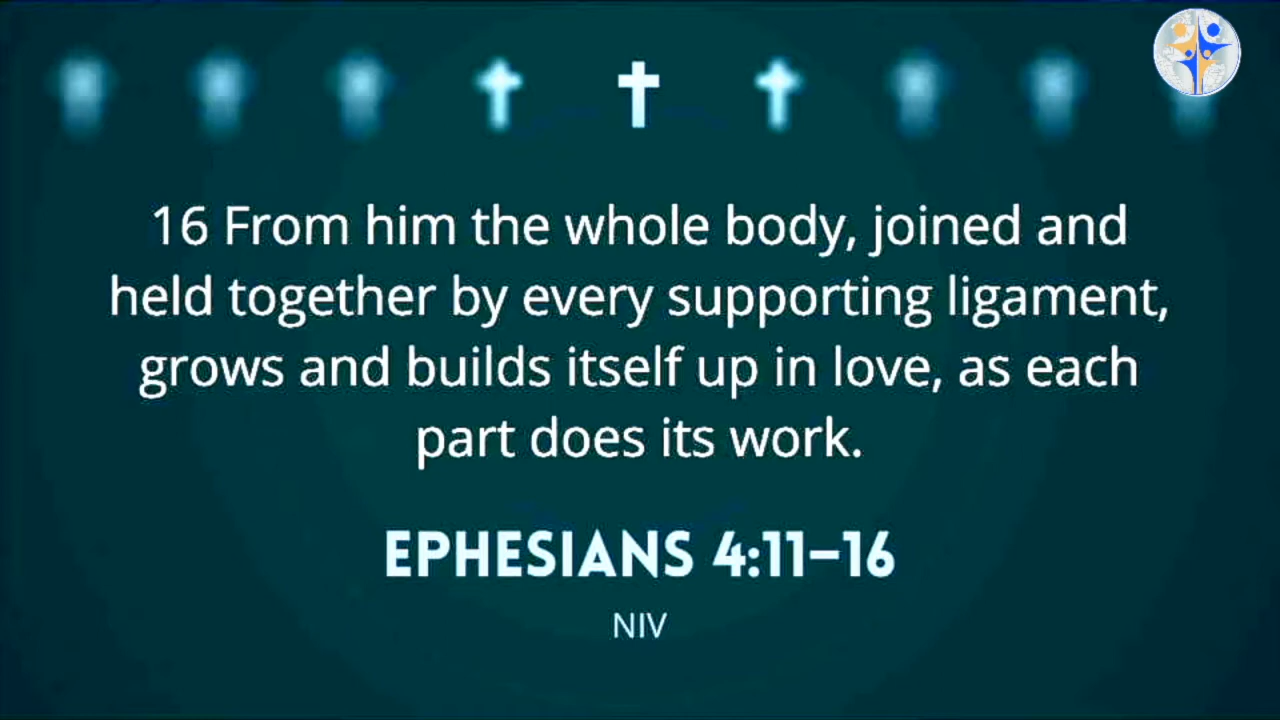 16 From him the whole body, joined and
held together by every supporting ligament,
grows and builds itself up in love, as each
part does its work.
EPHESIANS 4:11–16
NIV